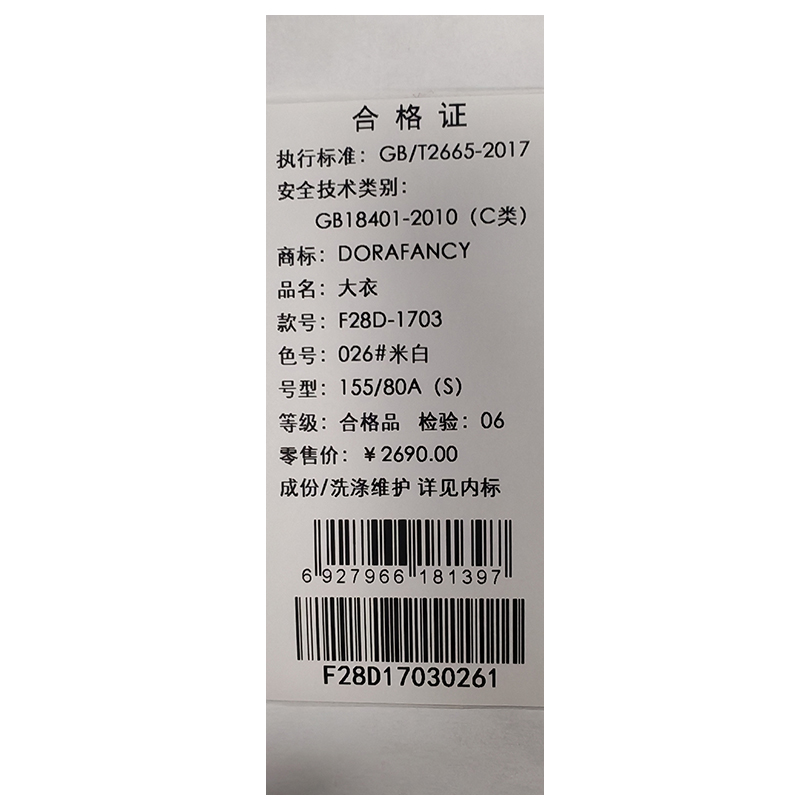 合格证
执行标准：GB/T2665-2017
安全技术类别：
GB18401-2010（C类）
商标：DORAFANCY
品名：大衣
款号：F28D-1703
色号：026#米白
号型：155/80A（S）
等级：合格品 检验：06
零售价：￥2690.00
成份/洗涤维护 详见内标
6 927966 181397
F28D17030261